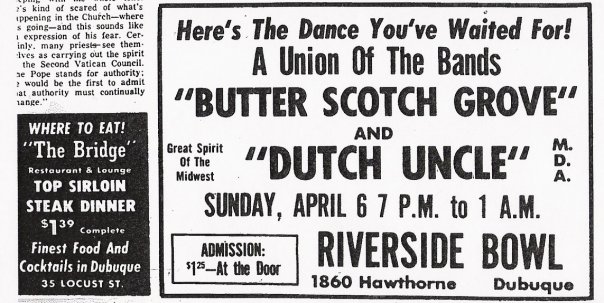 's kind of scared of what's
appening in the Church—where
s going—and this sounds like
expression of his fear. Cer-
inly, many priests see them-
lves as carrying out the spirit
the Second Vatican Council.
he Pope stands for authority;
would be the first to admit
at authority must continually
hange."
WHERE TO EAT!
"The Bridge"
Restaurant & Lounge
TOP SIRLOIN
STEAK DINNER
$1 39 Complete
Finest Food And
Cocktails in Dubuque
35 LOCUST ST.
Here's The Dance You've Waited For!
A Union Of The Bands
"BUTTER SCOTCH GROVE"
AND
Great Spirit
Of The
Midwest
"DUTCH UNCLE"
M.
D.
A.
SUNDAY, APRIL 6 7 P.M. to 1 A.M.
ADMISSION:
$1 25—At the Door
RIVERSIDE BOWL
1860 Hawthorne Dubuque